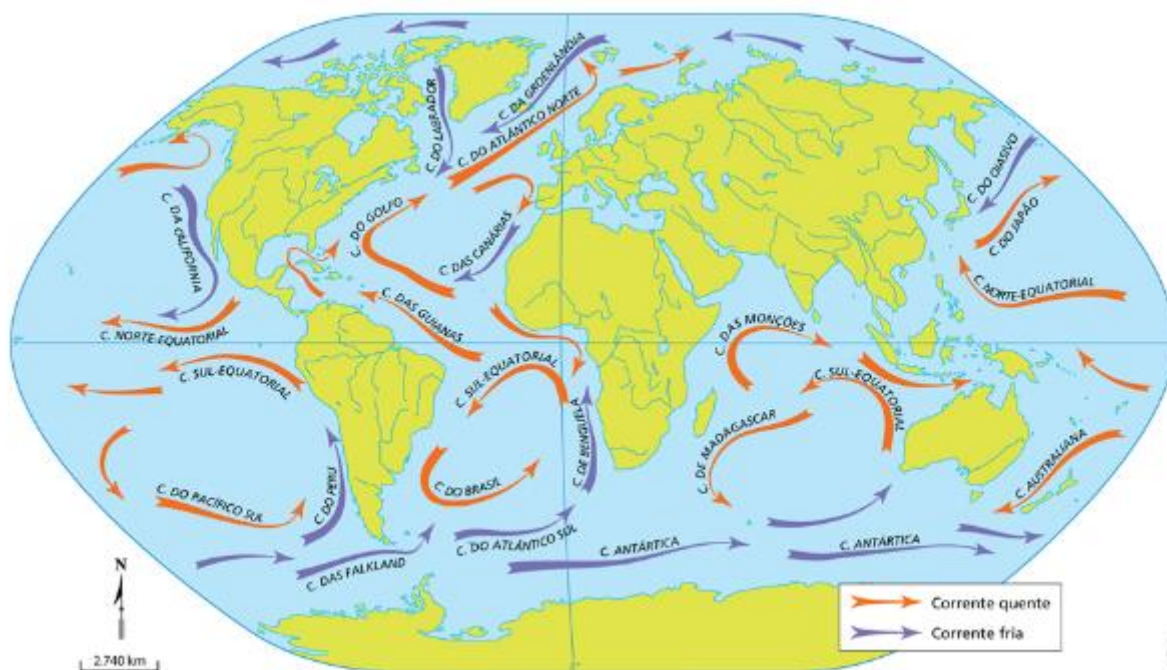 C. DA GROENLÂNDIA
C. DO LABRADOR
C. DO ATLÂNTICO NORTE
C. DO OIASIVO
C. DA CALIFORNIA
C. DO GOLFO
C. DAS CANÁRIAS
C. DO JAPÃO
C. NORTE-EQUATORIAL
C. DAS GUIANAS
C. NORTE-EQUATORIAL
C. DAS MONÇÕES
C. SUL-EQUATORIAL
C. SUL-EQUATORIAL
C. SUL-EQUATORIAL
C. DE BENGUELA
C. DE MADAGASCAR
C. AUSTRALIANA
C. DO PERU
C. DO BRASIL
C. DO PACÍFICO SUL
C. DO ATLÂNTICO SUL
C. ANTÁRTICA
C. ANTÁRTICA
C. DAS FALKLAND
N
2.740 km
Corrente quente
Corrente fria